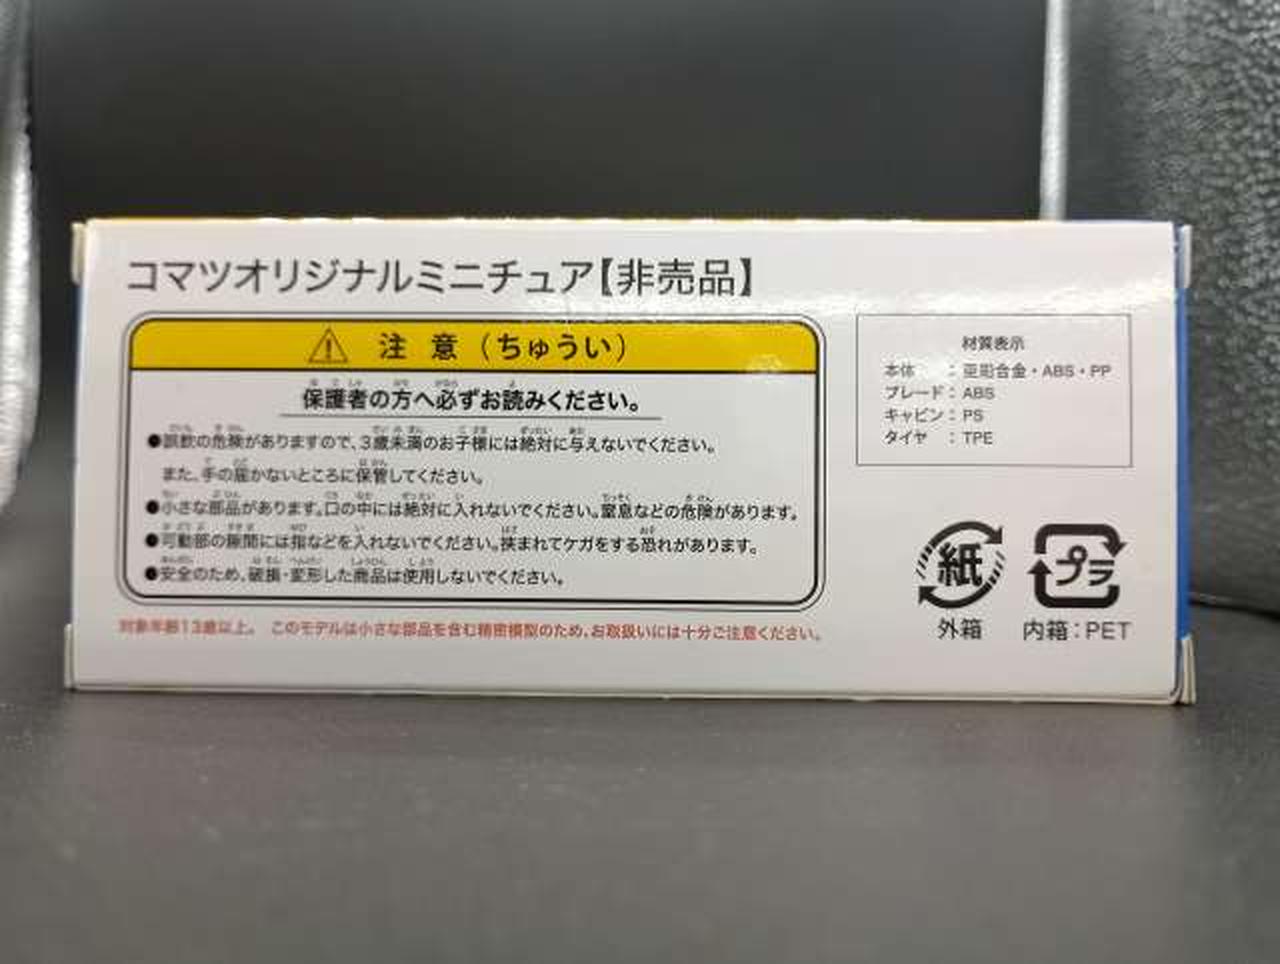 コマツオリジナルミニチュア【非売品】
注 意（ちゅうい）
保護者の方へ必ずお読みください。
●誤飲の危険がありますので、3歳未満のお子様には絶対に与えないでください。
また、手の届かないところに保管してください。
●小さな部品があります。口の中には絶対に入れないでください。窒息などの危険があります。
●可動部の隙間には指などを入れないでください。挟まれてケガをする恐れがあります。
●安全のため、破損・変形した商品は使用しないでください。
対象年齢13歳以上。 このモデルは小さな部品を含む精密模型のため、お取扱いには十分ご注意ください。
材質表示
本体 ：亜鉛合金・ABS・PP
ブレード：ABS
キャビン：PS
タイヤ ：TPE
紙
外箱
プラ
内箱：PET